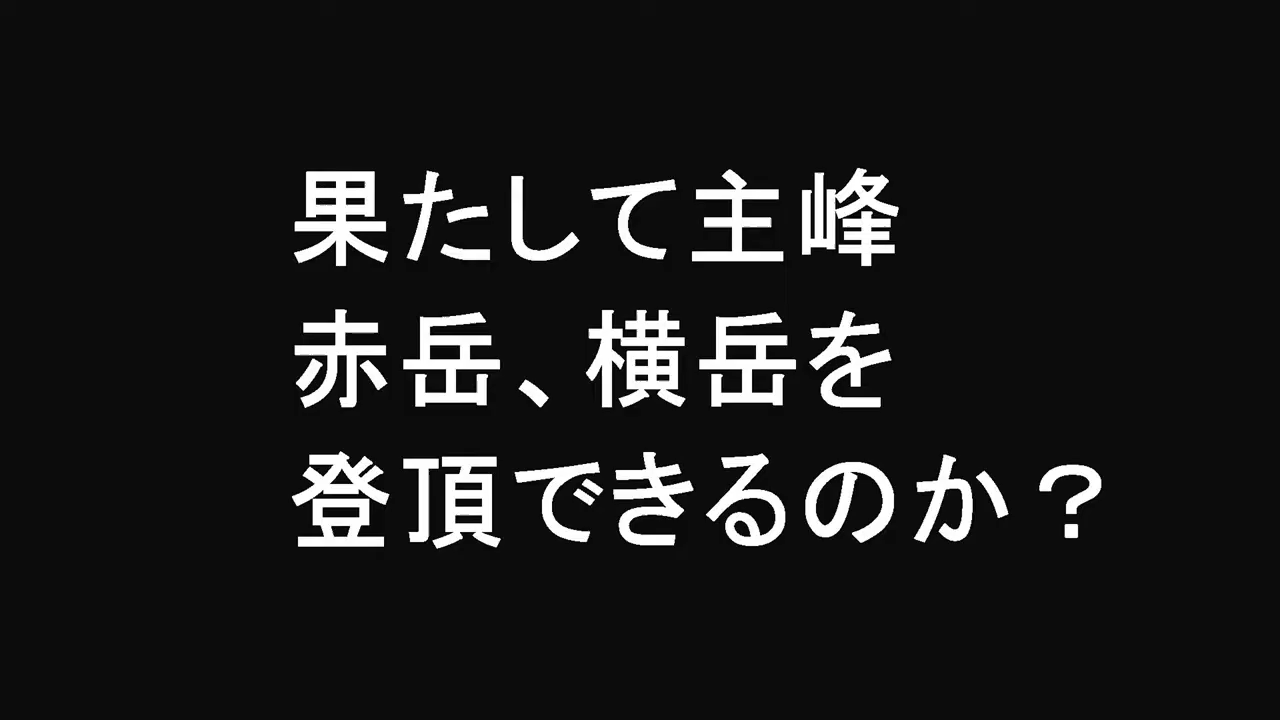 果たして主峰
赤岳、横岳を
登頂できるのか？